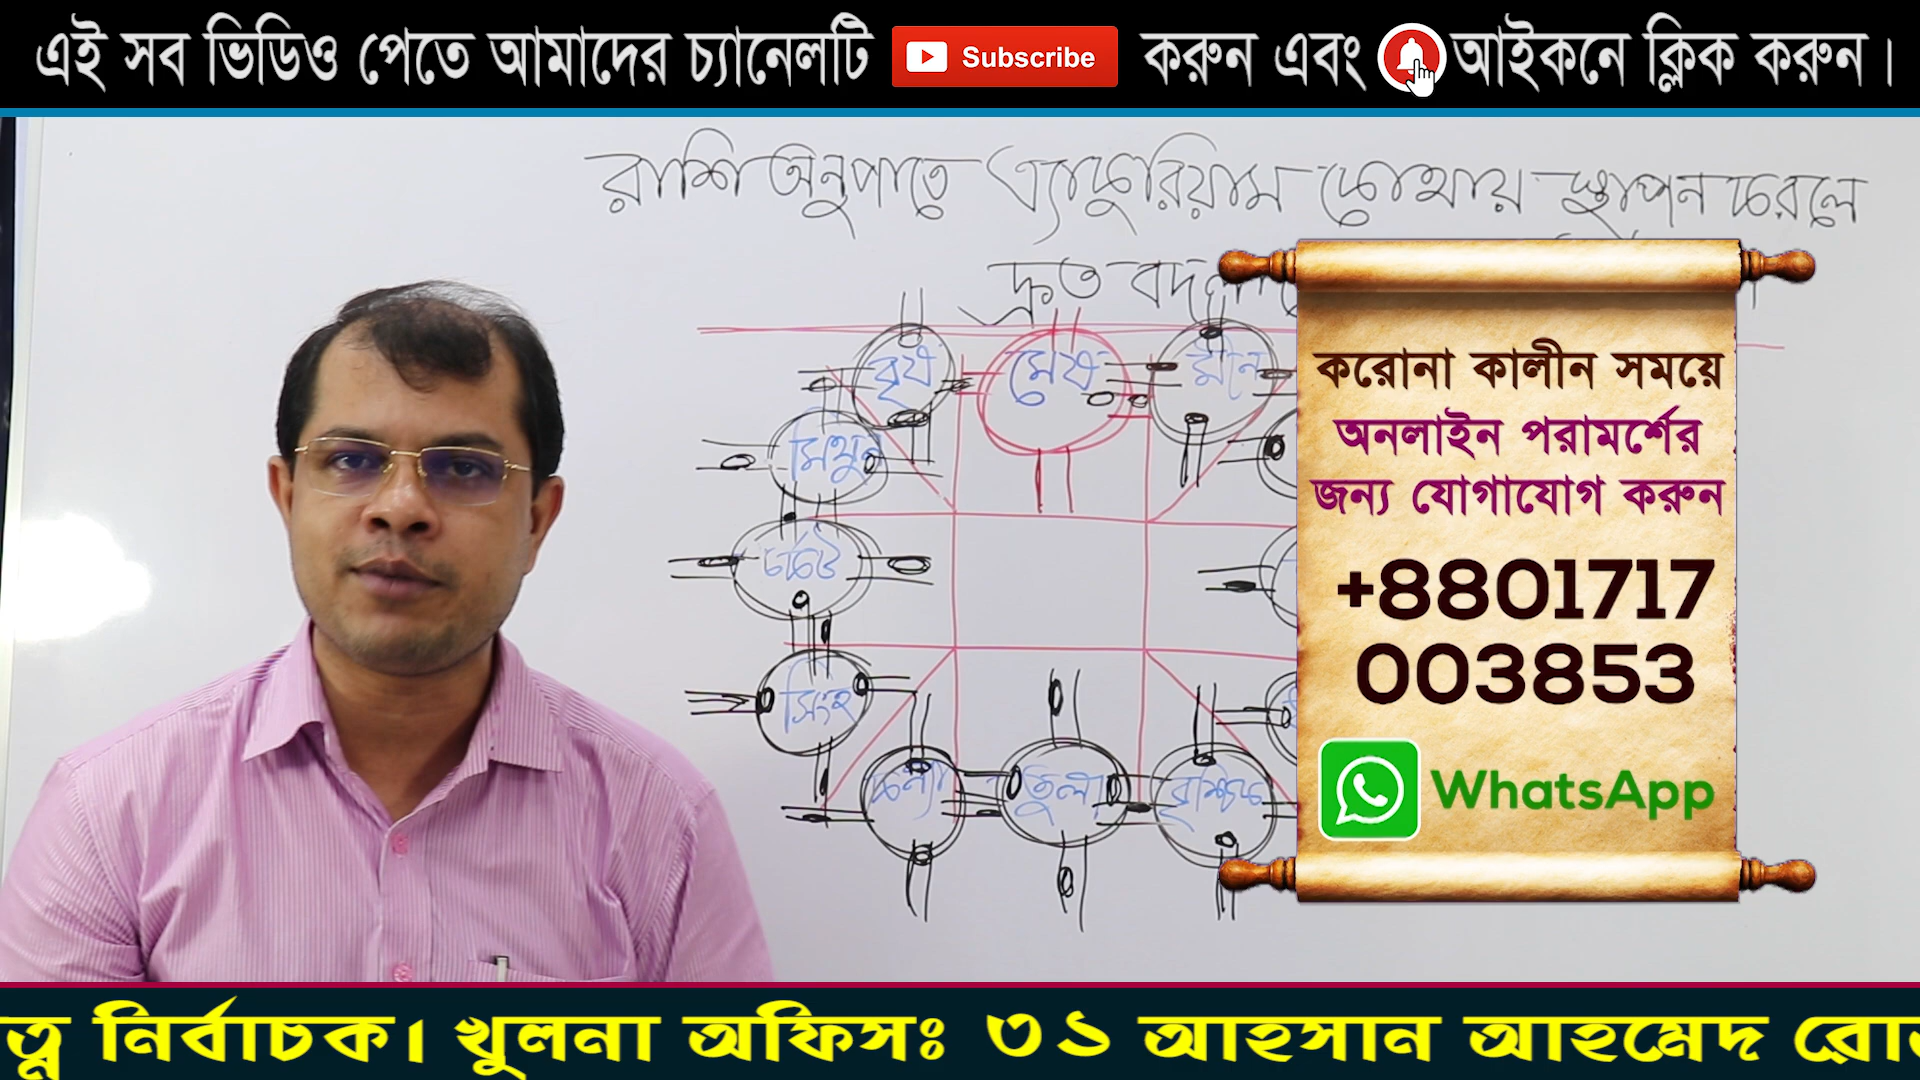 এই সব ভিডিও পেতে আমাদের চ্যানেলটি Subscribe করুন এবং আইকনে ক্লিক করুন।
রাশি অনুপাতে এ্যাকুরিয়াম কোথায় স্থাপন করলে
দ্রুত বদলা
বৃষ মেষ মীন
মিথুন
কর্কট
সিংহ
কন্যা তুলা বৃশ্চিক
করোনা কালীন সময়ে
অনলাইন পরামর্শের
জন্য যোগাযোগ করুন
+8801717
003853
WhatsApp
ত্ন নির্বাচক। খুলনা অফিসঃ ৩১ আহসান আহমেদ রোড